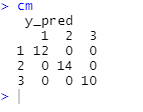 > cm
   y_pred
     1  2  3
  1 12  0  0
  2  0 14  0
  3  0  0 10
>